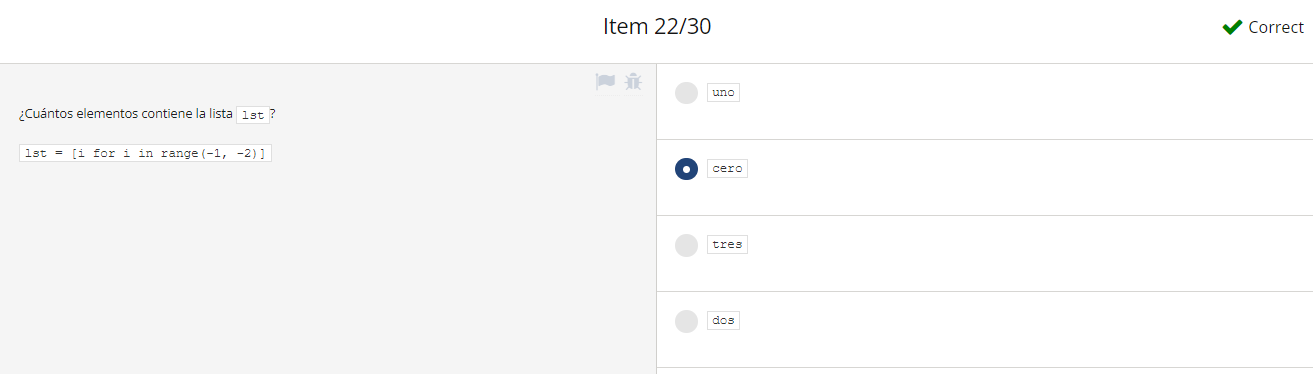 Item 22/30
Correct
¿Cuántos elementos contiene la lista lst?
lst = [i for i in range(-1, -2)]
uno
cero
tres
dos